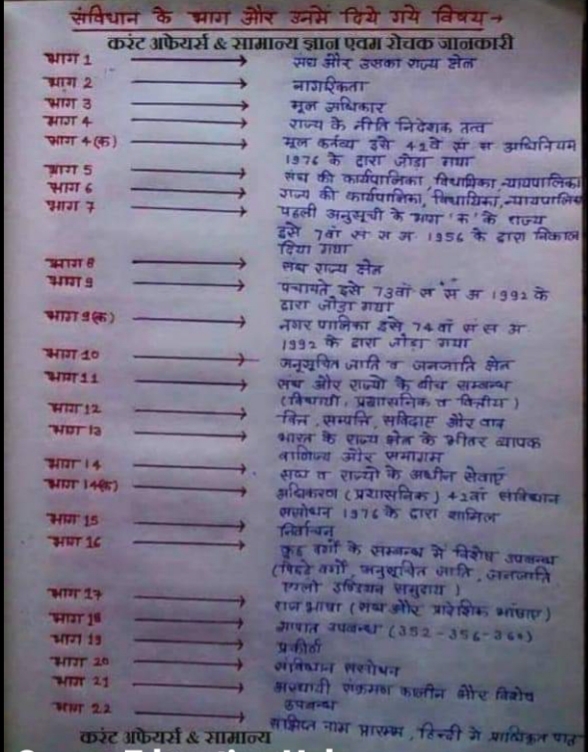 संविधान के भाग और उनमें दिये गये विषय →
करंट अफेयर्स & सामान्य ज्ञान एवम रोचक जानकारी
भाग 1 → संघ और उसका राज्य क्षेत्र
भाग 2 → नागरिकता
भाग 3 → मूल अधिकार
भाग 4 → राज्य के नीति निदेशक तत्व
भाग 4(क) → मूल कर्तव्य इसे 42वें सं स अधिनियम
1976 के द्वारा जोड़ा गया
भाग 5 → संघ की कार्यपालिका, विधायिका, न्यायपालिका
भाग 6 → राज्य की कार्यपालिका, विधायिका, न्यायपालिका
भाग 7 → पहली अनुसूची के भाग 'क' के राज्य
इसे 7वां सं स अ. 1956 के द्वारा निकाल
दिया गया
भाग 8 → संघ राज्य क्षेत्र
भाग 9 → पंचायतें इसे 73वां सं सं अ 1992 के
द्वारा जोड़ा गया
भाग 9(क) → नगर पालिका इसे 74 वां सं स अ
1992 के द्वारा जोड़ा गया
भाग 10 → अनुसूचित जाति व जनजाति क्षेत्र
भाग 11 → संघ और राज्यों के बीच सम्बन्ध
(विधायी, प्रशासनिक व वित्तीय)
भाग 12 → वित्त, सम्पत्ति, संविदाएं और वाद
भाग 13 → भारत के राज्य क्षेत्र के भीतर व्यापार
वाणिज्य और समागम
भाग 14 → संघ व राज्यों के अधीन सेवाएं
भाग 14(क) → अधिकरण (प्रशासनिक) 42वां संविधान
संसोधन 1976 के द्वारा शामिल
भाग 15 → निर्वाचन
भाग 16 → कुछ वर्गों के सम्बन्ध में विशेष उपबन्ध
(पिछड़े वर्गों, अनुसूचित जाति, जनजाति
एंग्लो इण्डियन समुदाय)
भाग 17 → राज भाषा (संघ और प्रादेशिक भाषाएं)
भाग 18 → आपात उपबन्ध (352-356-360)
भाग 19 → प्रकीर्ण
भाग 20 → संविधान संसोधन
भाग 21 → अस्थायी संक्रमण कालीन और विशेष
उपबन्ध
भाग 22 → संक्षिप्त नाम प्रारम्भ, हिन्दी में प्राधिकृत पाठ
करंट अफेयर्स & सामान्य